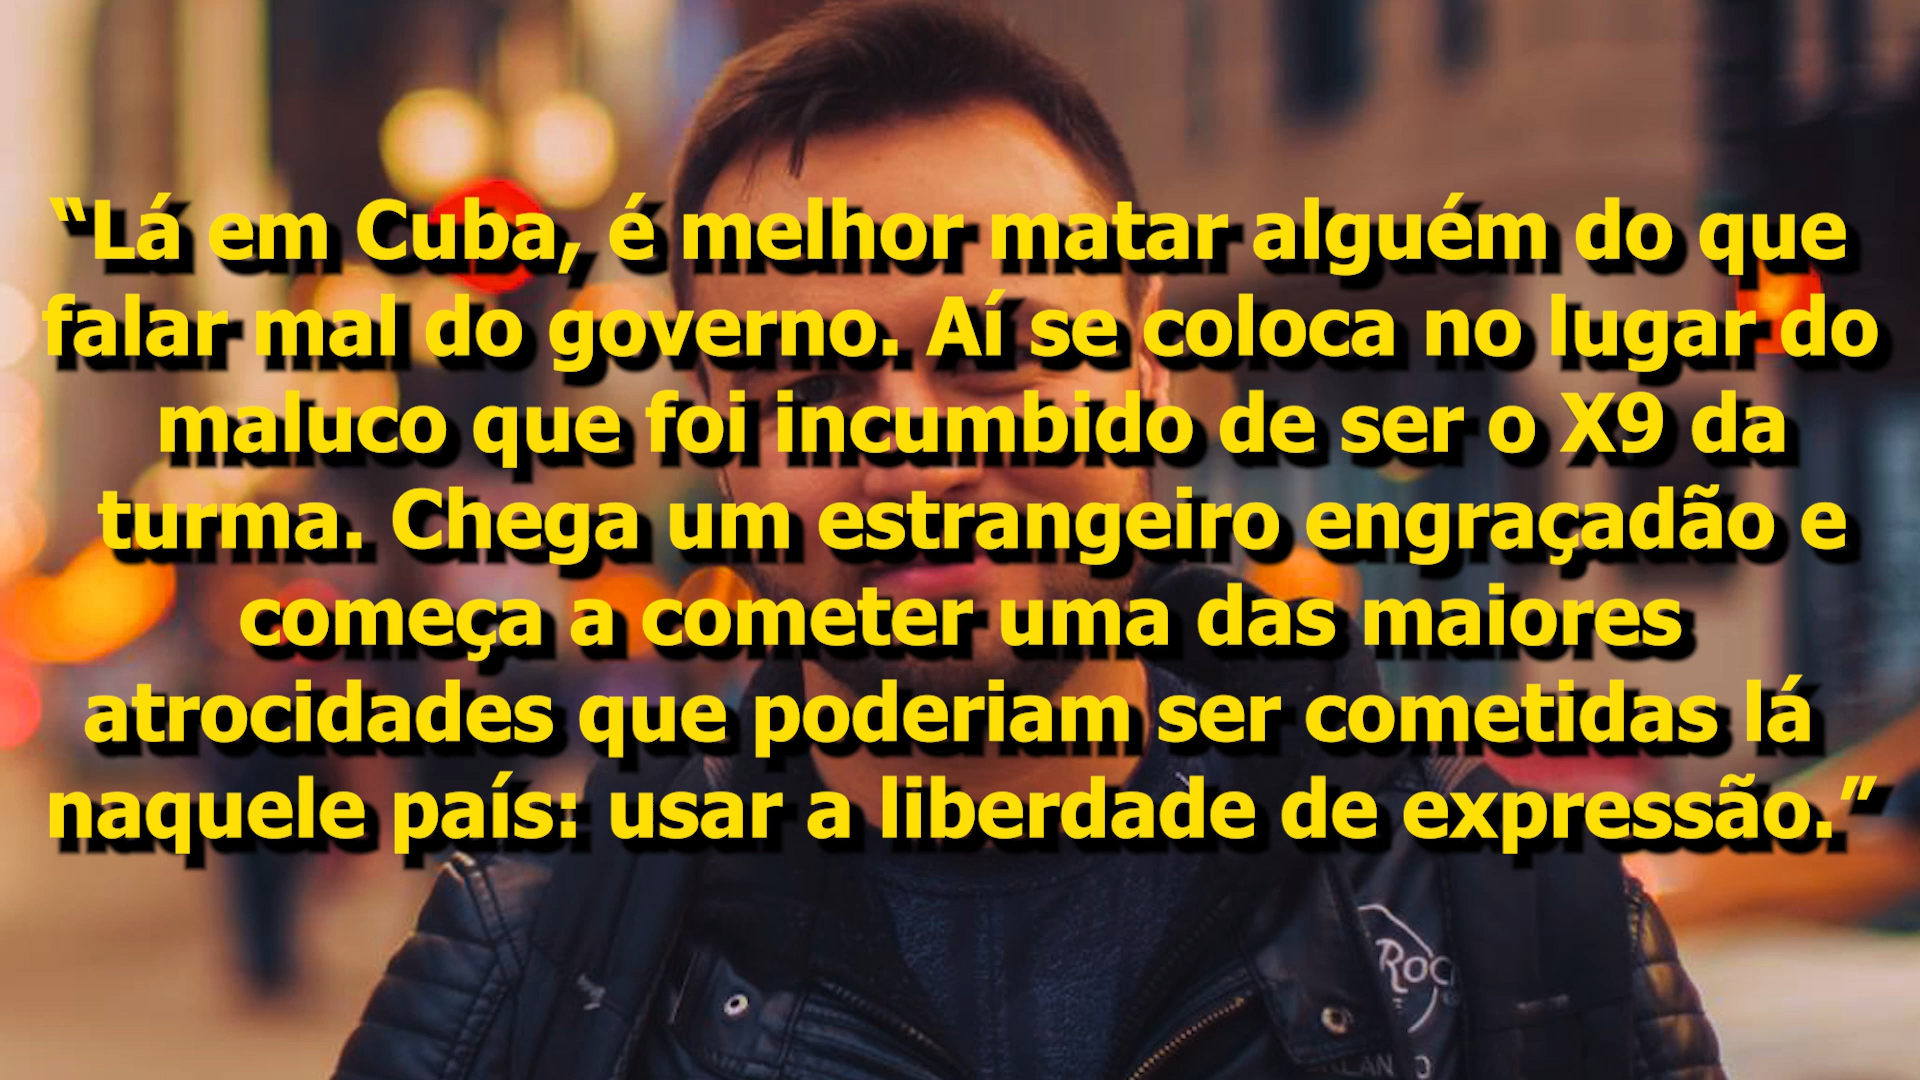 “Lá em Cuba, é melhor matar alguém do que
falar mal do governo. Aí se coloca no lugar do
maluco que foi incumbido de ser o X9 da
turma. Chega um estrangeiro engraçadão e
começa a cometer uma das maiores
atrocidades que poderiam ser cometidas lá
naquele país: usar a liberdade de expressão.”